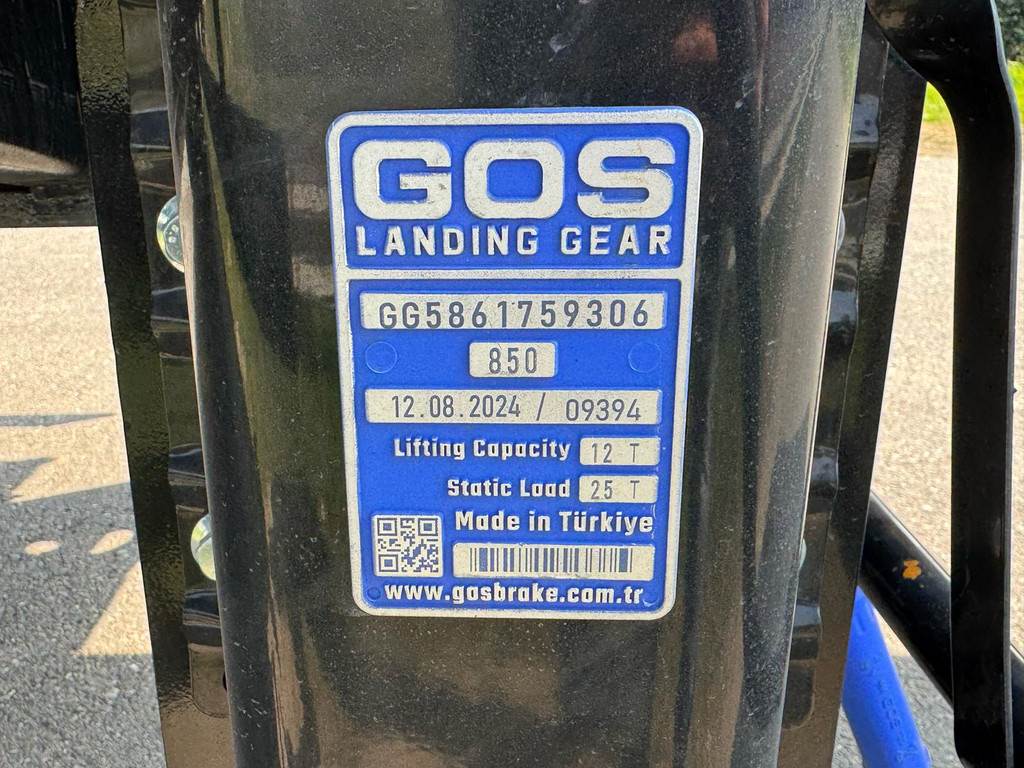 GOS
LANDING GEAR
GG5861759306
850
12.08.2024 / 09394
Lifting Capacity 12 T
Static Load 25 T
Made in Türkiye
www.gosbrake.com.tr